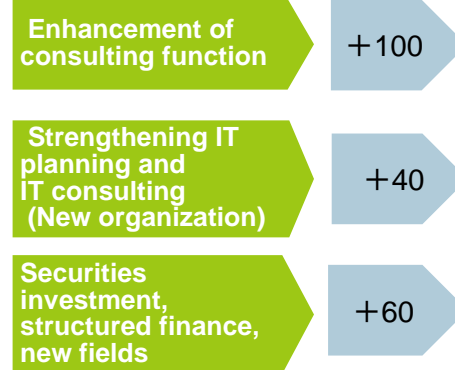 Enhancement of
consulting function
＋100
Strengthening IT
planning and
IT consulting
(New organization)
＋40
Securities
investment,
structured finance,
new fields
＋60